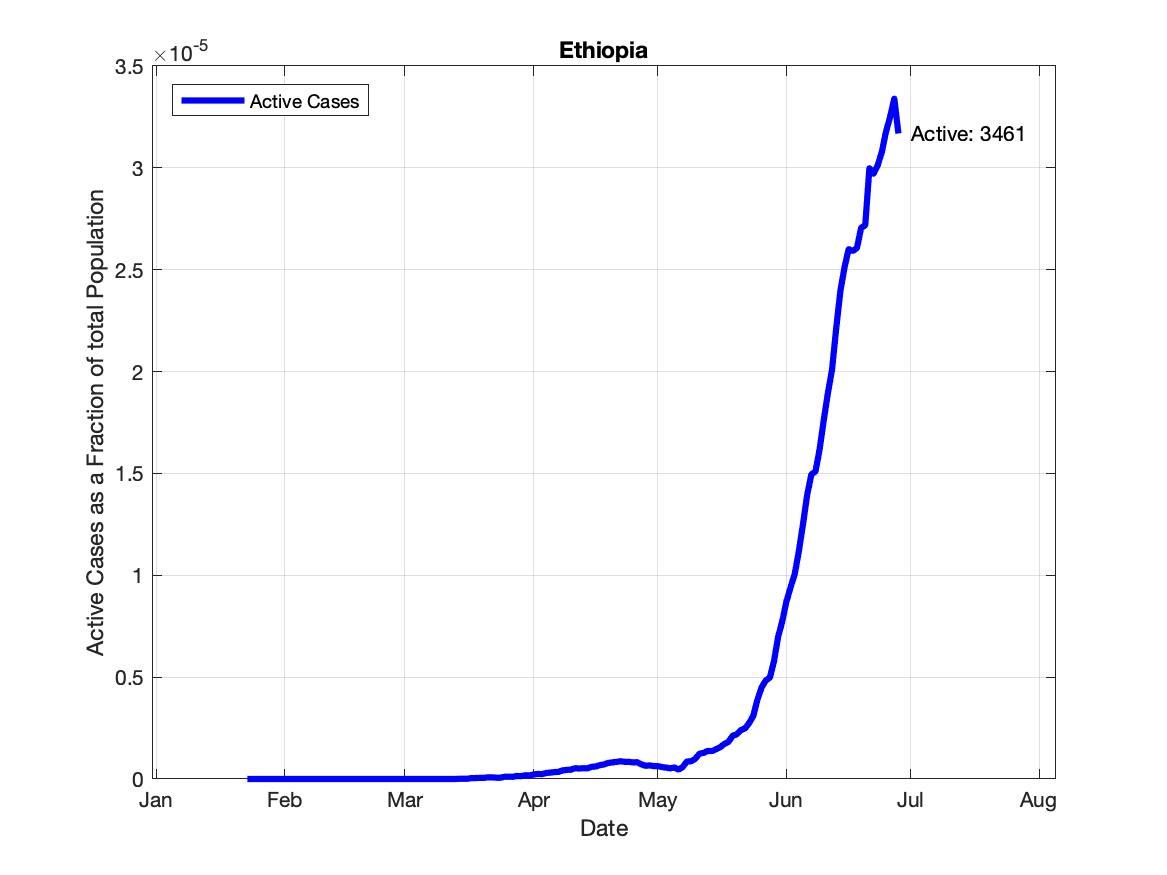 Ethiopia
×10-5
3.5
3
2.5
2
1.5
1
0.5
0
Active Cases
Active: 3461
Active Cases as a Fraction of total Population
Jan Feb Mar Apr May Jun Jul Aug
Date